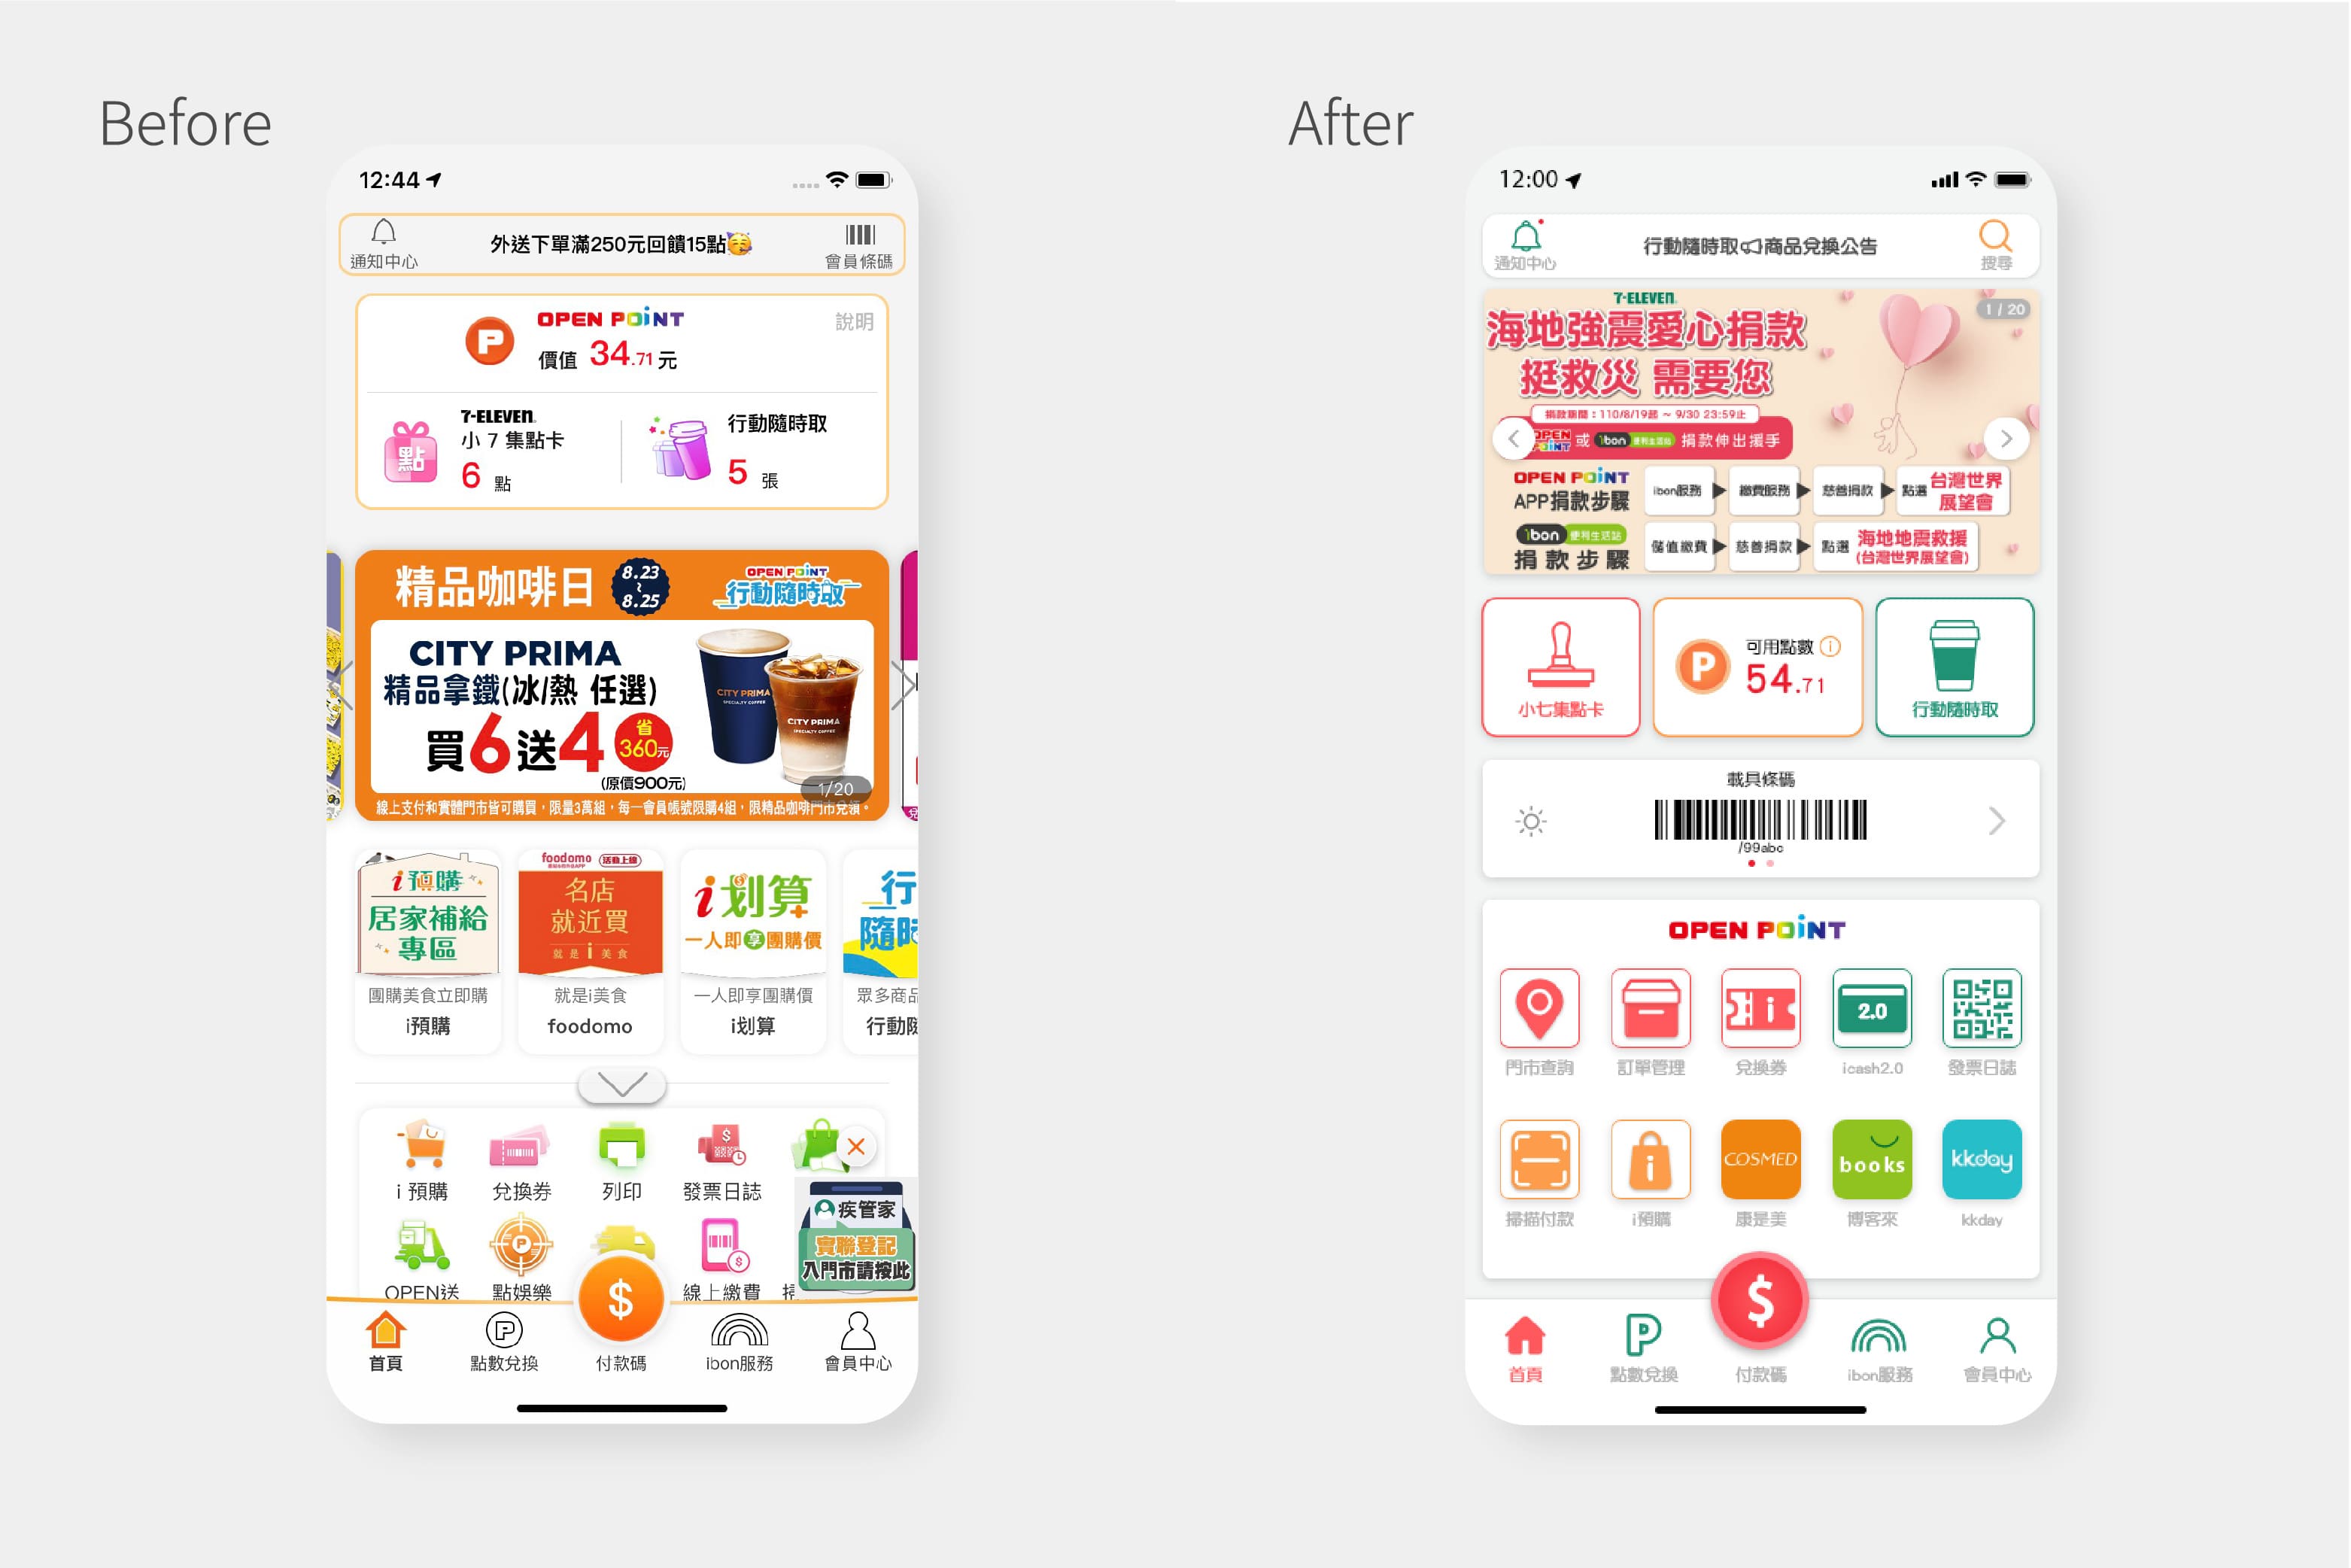 Before
12:44
通知中心
外送下單滿250元回饋15點🥳
會員條碼
OPEN POiNT
說明
價值 34.71 元
7-ELEVEN.
小 7 集點卡
6 點
點
行動隨時取
5 張
精品咖啡日
8.23
~
8.25
OPEN POiNT
行動隨時取
CITY PRIMA
精品拿鐵(冰/熱 任選)
買6送4
省
360元
(原價900元)
CITY PRIMA
SPECIALTY COFFEE
CITY PRIMA
SPECIALTY COFFEE
1/20
線上支付和實體門市皆可購買，限量3萬組，每一會員帳號限購4組，限精品咖啡門市兌領。
i預購
居家補給
專區
團購美食立即購
i預購
foodomo 活動上線
名店
就近買
就是i美食
就是i美食
foodomo
i划算
一人即享團購價
一人即享團購價
i划算
行
隨時
眾多商品
行動隨
i 預購
兌換券
列印
發票日誌
疾管家
實聯登記
入門市請按此
OPEN送
點娛樂
線上繳費
掃
$
首頁
點數兌換
付款碼
ibon服務
會員中心
After
12:00
通知中心
行動隨時取商品兌換公告
搜尋
7-ELEVEN.
1 / 20
海地強震愛心捐款
挺救災 需要您
捐款期間：110/8/19起 ~ 9/30 23:59止
OPEN POiNT 或 ibon 便利生活站 捐款伸出援手
OPEN POiNT
APP捐款步驟
ibon服務
繳費服務
慈善捐款
點選 台灣世界
展望會
ibon 便利生活站
捐款步驟
儲值繳費
慈善捐款
點選 海地地震救援
(台灣世界展望會)
小七集點卡
P
可用點數
54.71
行動隨時取
載具條碼
/99abc
OPEN POiNT
2.0
門市查詢
訂單管理
兌換券
icash2.0
發票日誌
COSMED
books
kkday
掃描付款
i預購
康是美
博客來
kkday
$
首頁
點數兌換
付款碼
ibon服務
會員中心